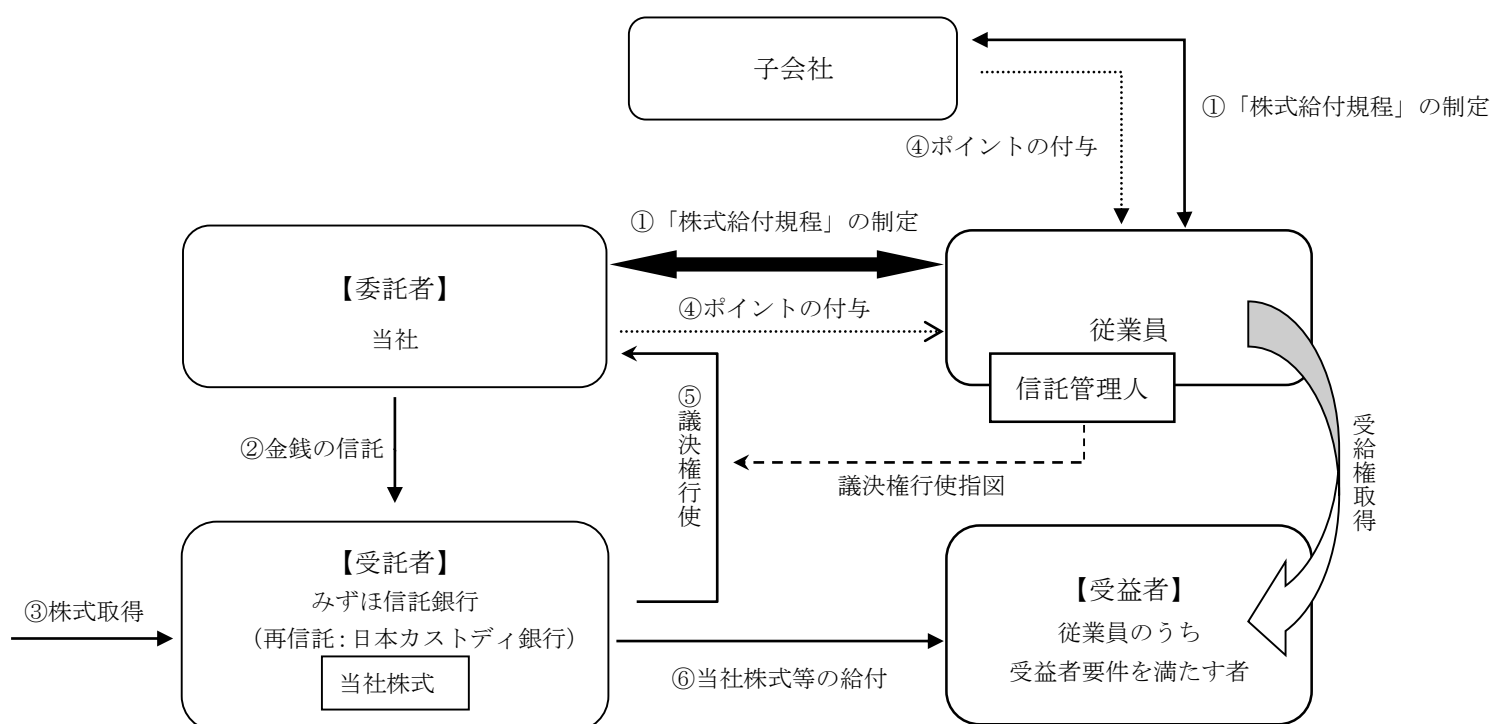 子会社
①「株式給付規程」の制定
④ポイントの付与
①「株式給付規程」の制定
【委託者】
当社
④ポイントの付与
従業員
信託管理人
②金銭の信託
⑤議決権行使
議決権行使指図
受給権取得
【受託者】
みずほ信託銀行
（再信託：日本カストディ銀行）
当社株式
③株式取得
⑥当社株式等の給付
【受益者】
従業員のうち
受益者要件を満たす者